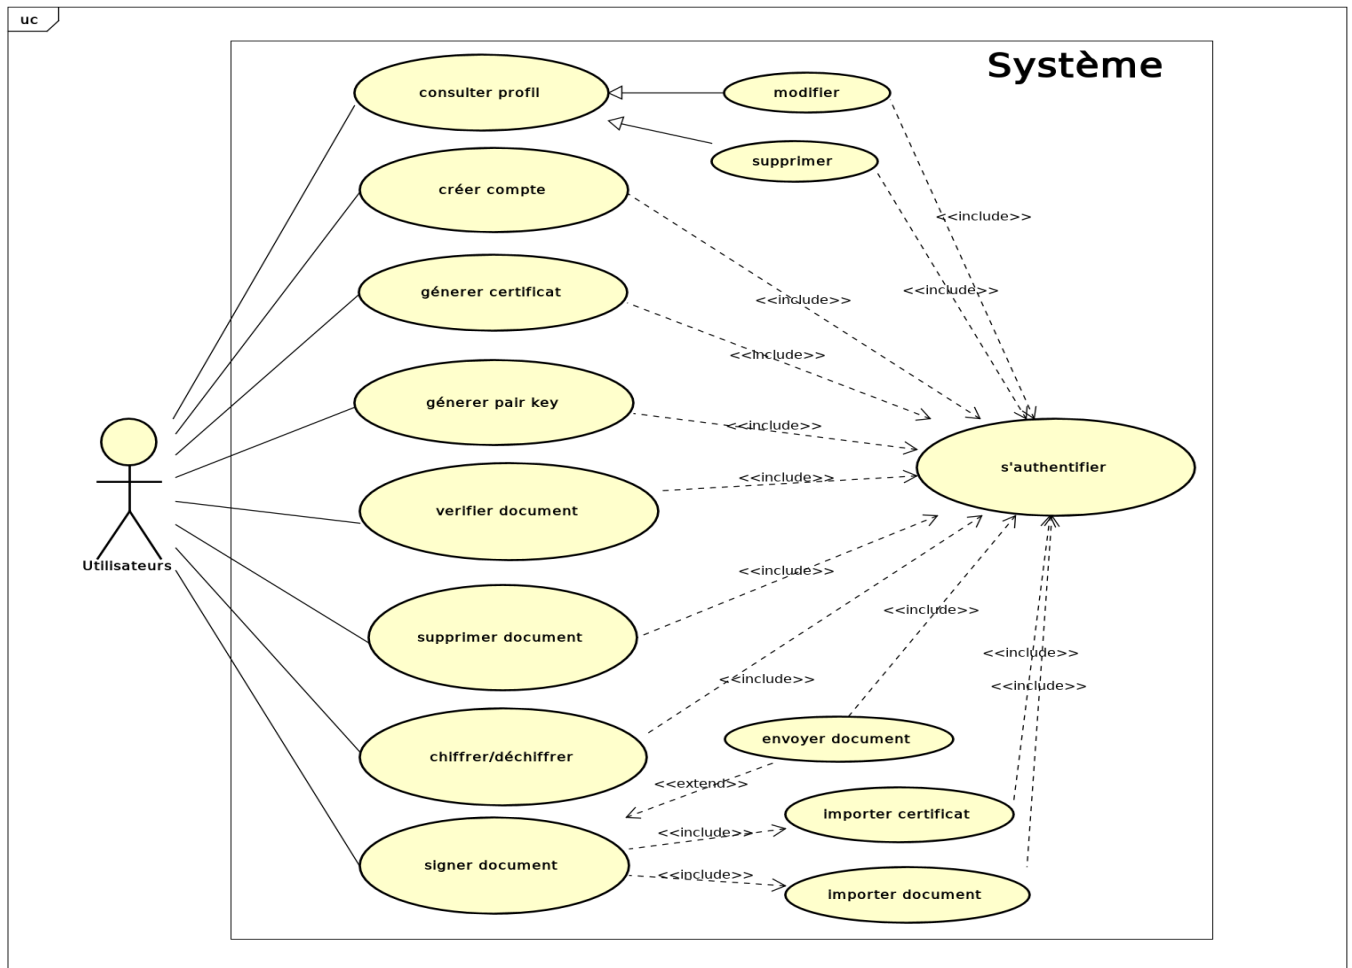 uc
Système
consulter profil
modifier
supprimer
créer compte
<<include>>
génerer certificat
<<include>>
<<include>>
<<include>>
génerer pair key
<<include>>
s'authentifier
<<include>>
verifier document
Utilisateurs
<<include>>
<<include>>
supprimer document
<<include>>
<<include>>
<<include>>
envoyer document
chiffrer/déchiffrer
<<extend>>
importer certificat
<<include>>
signer document
<<include>>
importer document